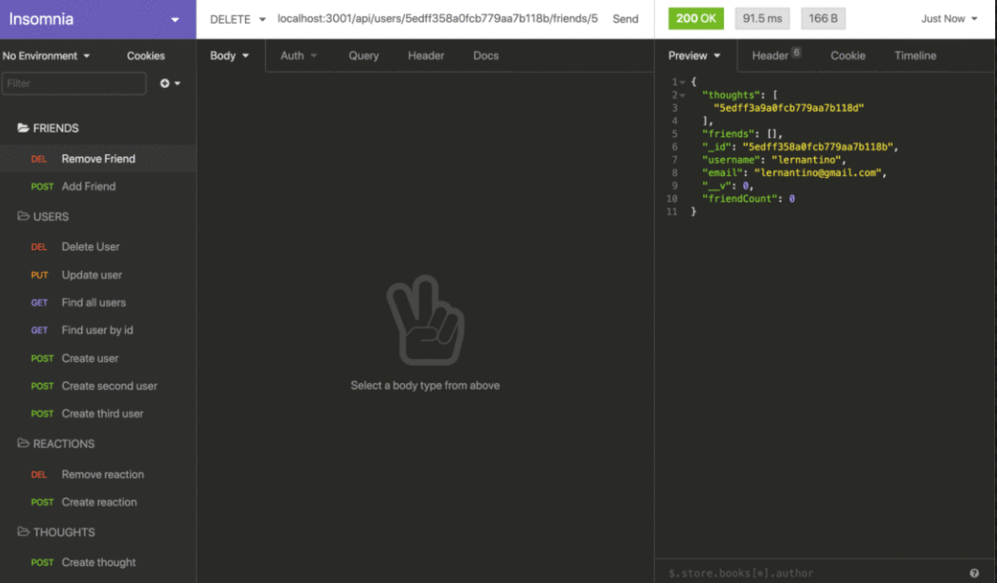 Insomnia
DELETE localhost:3001/api/users/5edff358a0fcb779aa7b118b/friends/5 Send
200 OK 91.5 ms 166 B Just Now
No Environment Cookies
Filter
FRIENDS
DEL Remove Friend
POST Add Friend
USERS
DEL Delete User
PUT Update user
GET Find all users
GET Find user by id
POST Create user
POST Create second user
POST Create third user
REACTIONS
DEL Remove reaction
POST Create reaction
THOUGHTS
POST Create thought
Body Auth Query Header Docs
Select a body type from above
Preview Header 6 Cookie Timeline
1 {
2 "thoughts": [
3 "5edff3a9a0fcb779aa7b118d"
4 ],
5 "friends": [],
6 "_id": "5edff358a0fcb779aa7b118b",
7 "username": "lernantino",
8 "email": "lernantino@gmail.com",
9 "__v": 0,
10 "friendCount": 0
11 }
$.store.books[*].author